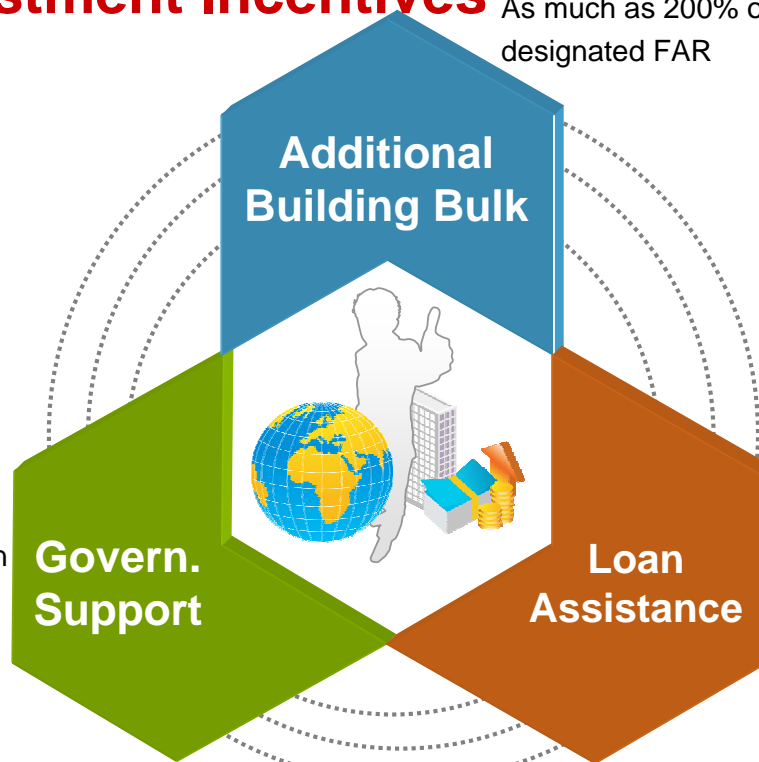 stment Incentives
As much as 200% o
designated FAR
Additional
Building Bulk
n
Govern.
Support
Loan
Assistance